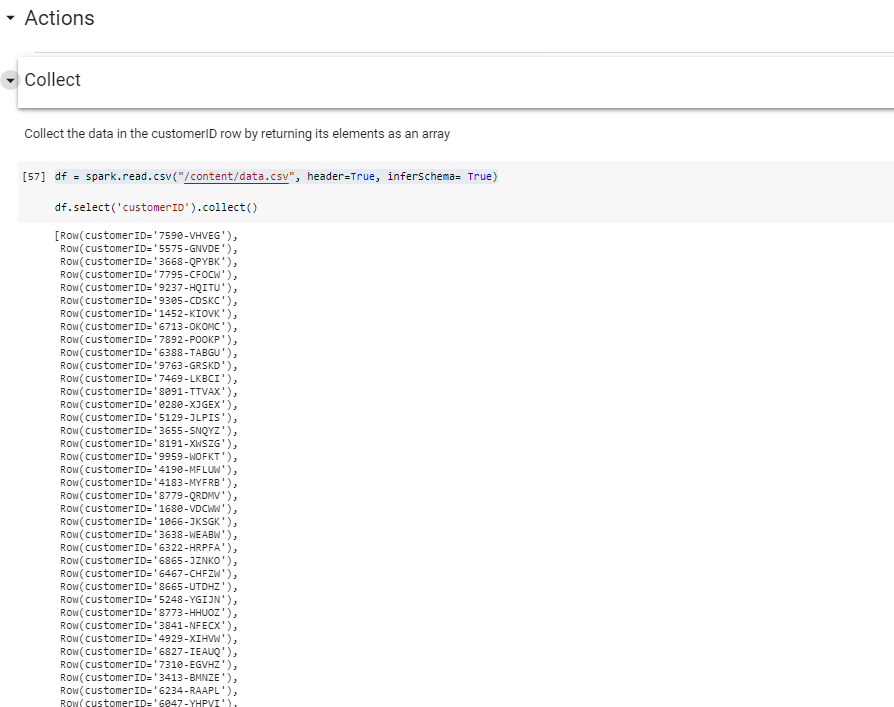 Actions
Collect
Collect the data in the customerID row by returning its elements as an array
[57] df = spark.read.csv("/content/data.csv", header=True, inferSchema= True)
df.select('customerID').collect()
[Row(customerID='7590-VHVEG'),
Row(customerID='5575-GNVDE'),
Row(customerID='3668-QPYBK'),
Row(customerID='7795-CFOCW'),
Row(customerID='9237-HQITU'),
Row(customerID='9305-CDSKC'),
Row(customerID='1452-KIOVK'),
Row(customerID='6713-OKOMC'),
Row(customerID='7892-POOKP'),
Row(customerID='6388-TABGU'),
Row(customerID='9763-GRSKD'),
Row(customerID='7469-LKBCI'),
Row(customerID='8091-TTVAX'),
Row(customerID='0280-XJGEX'),
Row(customerID='5129-JLPIS'),
Row(customerID='3655-SNQYZ'),
Row(customerID='8191-XWSZG'),
Row(customerID='9959-WOFKT'),
Row(customerID='4190-MFLUW'),
Row(customerID='4183-MYFRB'),
Row(customerID='8779-QRDMV'),
Row(customerID='1680-VDCWW'),
Row(customerID='1066-JKSGK'),
Row(customerID='3638-WEABW'),
Row(customerID='6322-HRPFA'),
Row(customerID='6865-JZNKO'),
Row(customerID='6467-CHFZW'),
Row(customerID='8665-UTDHZ'),
Row(customerID='5248-YGIJN'),
Row(customerID='8773-HHUOZ'),
Row(customerID='3841-NFECX'),
Row(customerID='4929-XIHVW'),
Row(customerID='6827-IEAUQ'),
Row(customerID='7310-EGVHZ'),
Row(customerID='3413-BMNZE'),
Row(customerID='6234-RAAPL'),
Row(customerID='6047-YHPVI'),